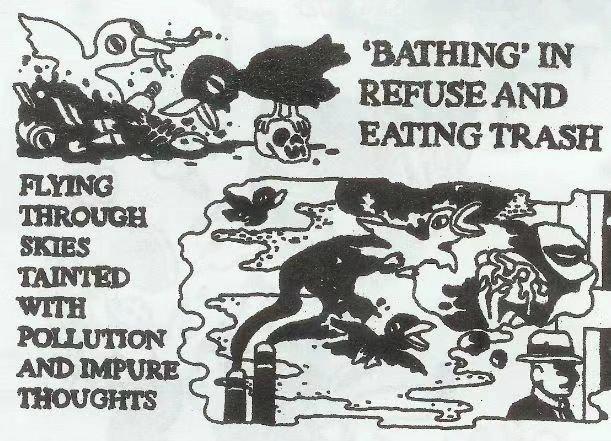 'BATHING' IN
REFUSE AND
EATING TRASH
FLYING
THROUGH
SKIES
TAINTED
WITH
POLLUTION
AND IMPURE
THOUGHTS